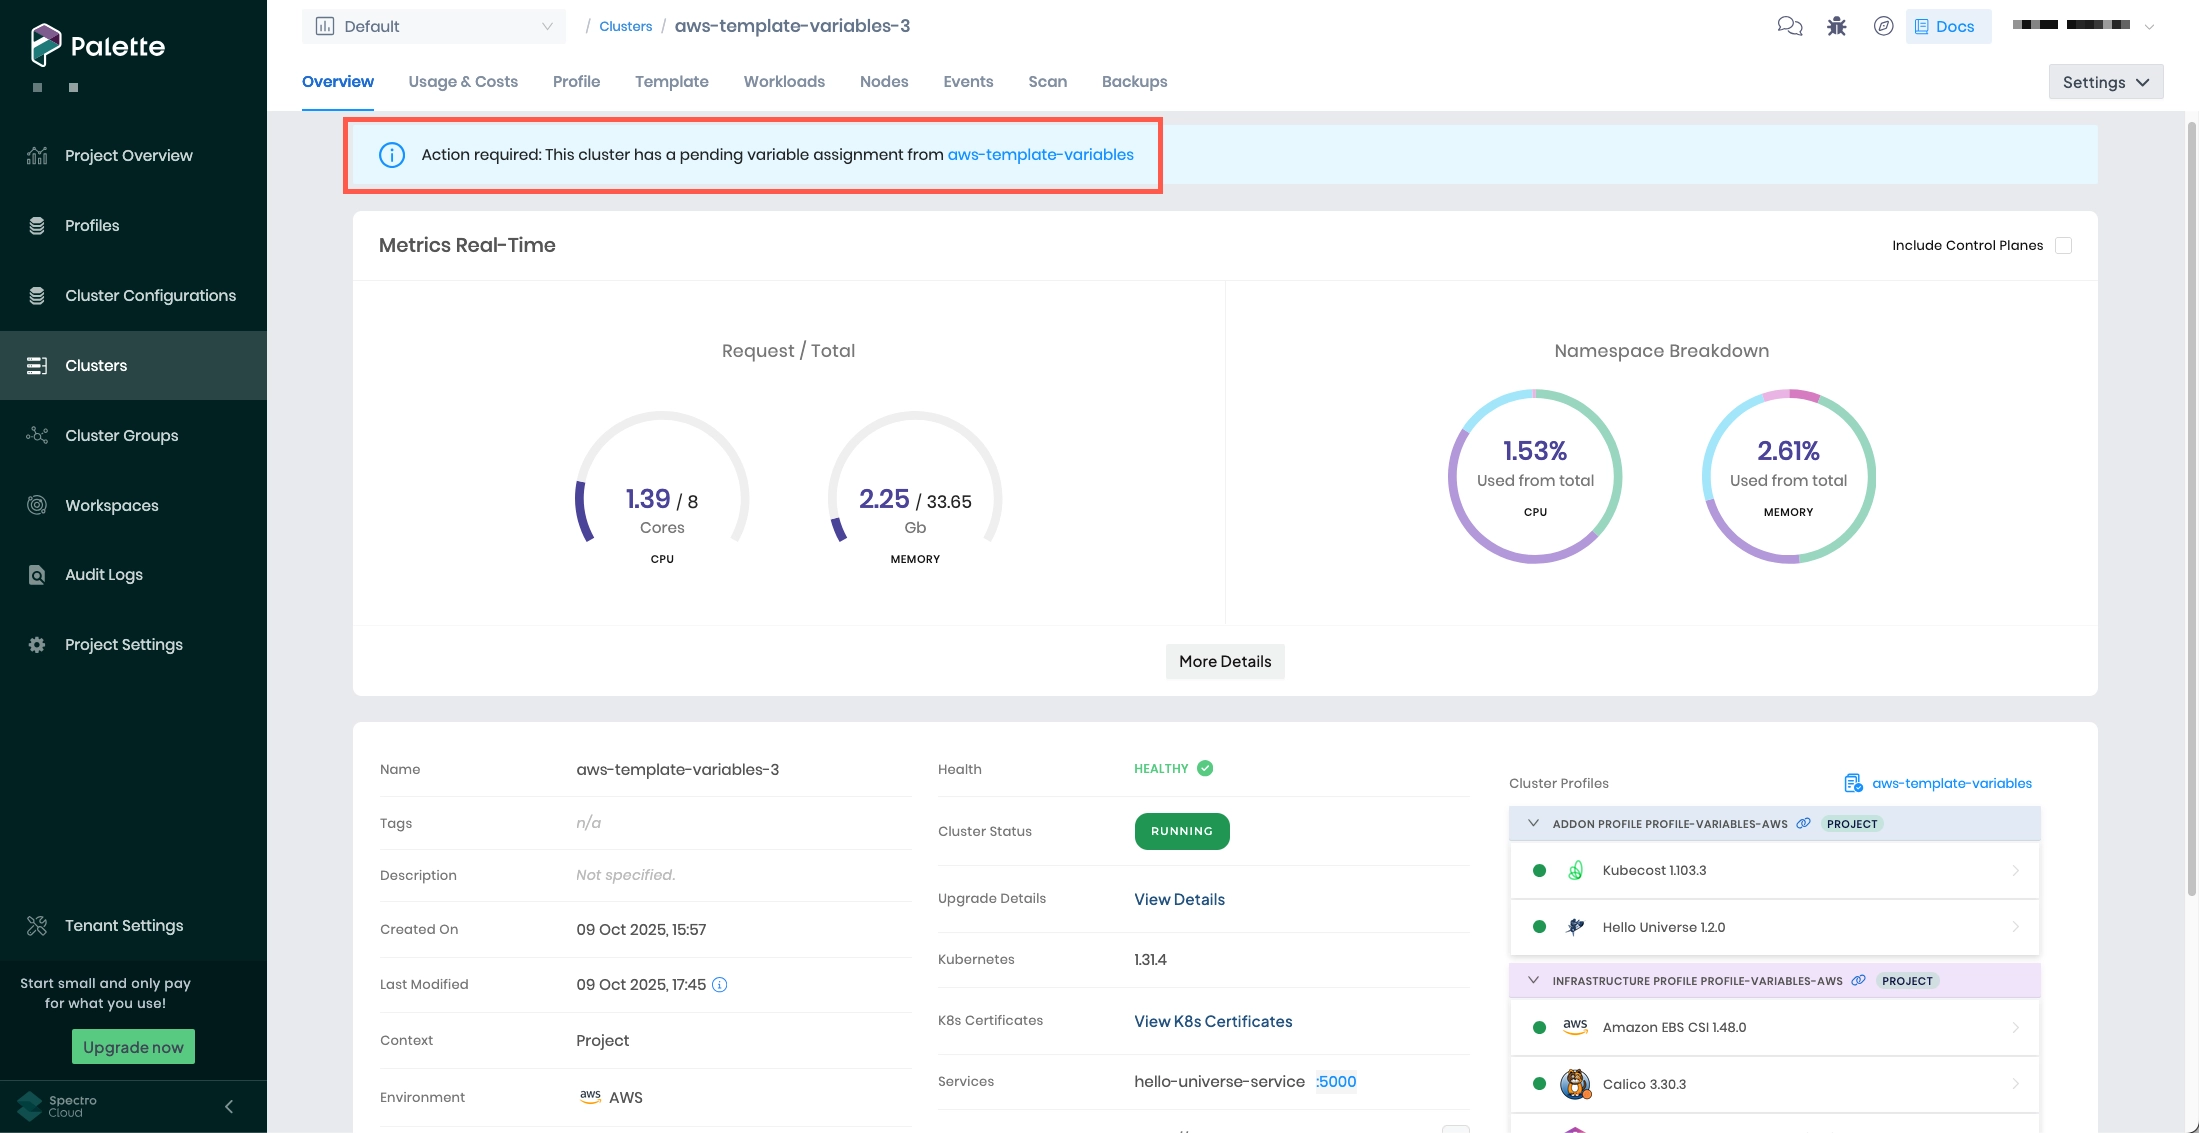 Palette
Project Overview
Profiles
Cluster Configurations
Clusters
Cluster Groups
Workspaces
Audit Logs
Project Settings
Tenant Settings
Start small and only pay
for what you use!
Upgrade now
Spectro
Cloud
Default
/ Clusters / aws-template-variables-3
Docs
Overview Usage & Costs Profile Template Workloads Nodes Events Scan Backups
Settings
Action required: This cluster has a pending variable assignment from aws-template-variables
Metrics Real-Time
Include Control Planes
Request / Total
1.39 / 8
Cores
CPU
2.25 / 33.65
Gb
MEMORY
Namespace Breakdown
1.53%
Used from total
CPU
2.61%
Used from total
MEMORY
More Details
Name aws-template-variables-3
Tags n/a
Description Not specified.
Created On 09 Oct 2025, 15:57
Last Modified 09 Oct 2025, 17:45
Context Project
Environment aws AWS
Health HEALTHY
Cluster Status RUNNING
Upgrade Details View Details
Kubernetes 1.31.4
K8s Certificates View K8s Certificates
Services hello-universe-service :5000
Cluster Profiles aws-template-variables
ADDON PROFILE PROFILE-VARIABLES-AWS PROJECT
Kubecost 1.103.3
Hello Universe 1.2.0
INFRASTRUCTURE PROFILE PROFILE-VARIABLES-AWS PROJECT
aws Amazon EBS CSI 1.48.0
Calico 3.30.3